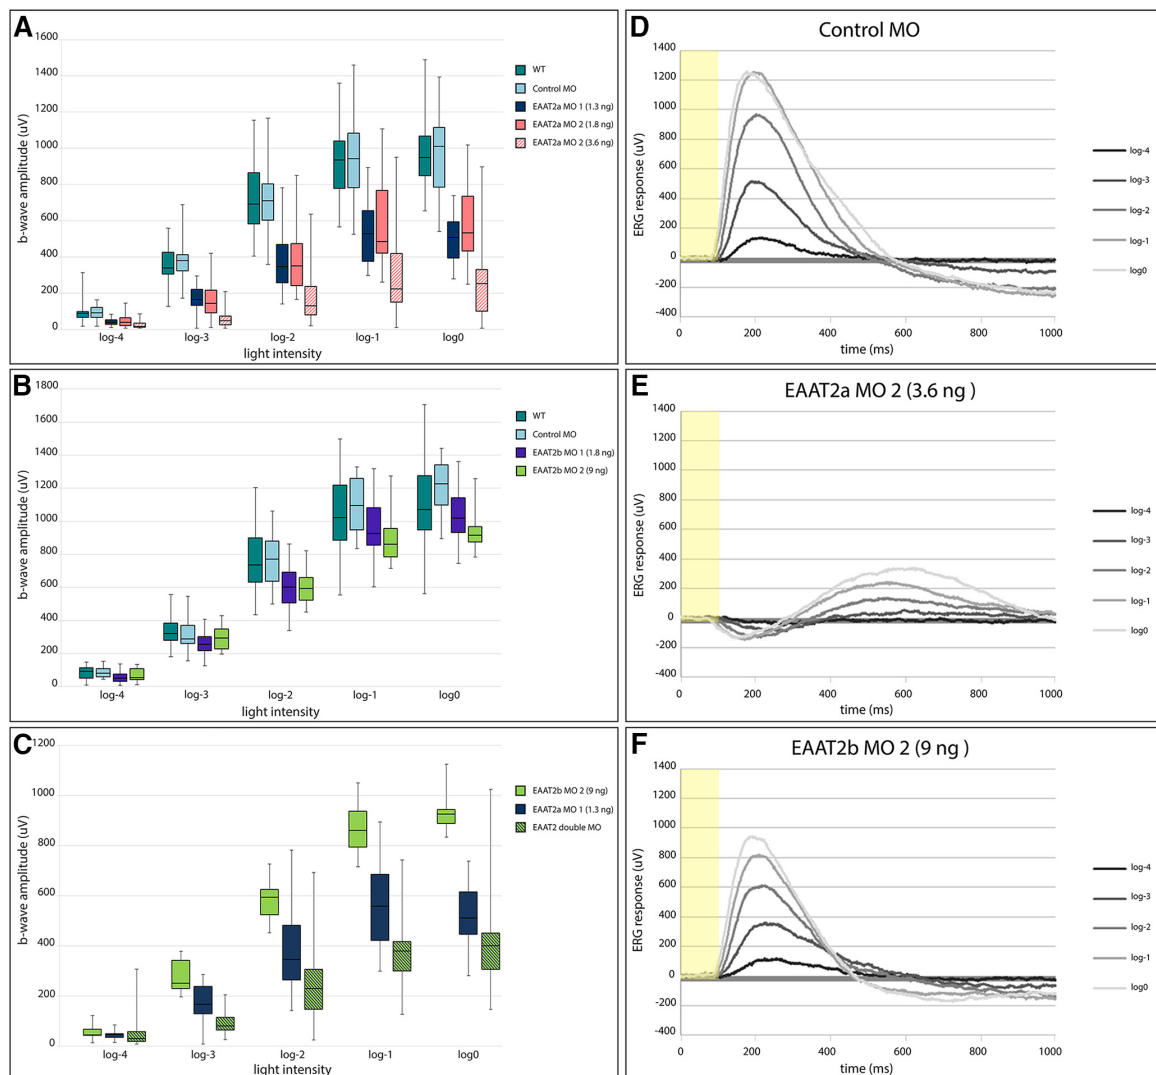 A
1600
1400
1200
1000
800
600
400
200
0
b-wave amplitude (uV)
log-4 log-3 log-2 log-1 log0
light intensity
WT
Control MO
EAAT2a MO 1 (1.3 ng)
EAAT2a MO 2 (1.8 ng)
EAAT2a MO 2 (3.6 ng)
B
1800
1600
1400
1200
1000
800
600
400
200
0
b-wave amplitude (uV)
log-4 log-3 log-2 log-1 log0
light intensity
WT
Control MO
EAAT2b MO 1 (1.8 ng)
EAAT2b MO 2 (9 ng)
C
1200
1000
800
600
400
200
0
b-wave amplitude (uV)
log-4 log-3 log-2 log-1 log0
light intensity
EAAT2b MO 2 (9 ng)
EAAT2a MO 1 (1.3 ng)
EAAT2 double MO
D
Control MO
1400
1200
1000
800
600
400
200
0
-200
-400
ERG response (uV)
0 200 400 600 800 1000
time (ms)
log-4
log-3
log-2
log-1
log0
E
EAAT2a MO 2 (3.6 ng )
1400
1200
1000
800
600
400
200
0
-200
-400
ERG response (uV)
0 200 400 600 800 1000
time (ms)
log-4
log-3
log-2
log-1
log0
F
EAAT2b MO 2 (9 ng )
1400
1200
1000
800
600
400
200
0
-200
-400
ERG response (uV)
0 200 400 600 800 1000
time (ms)
log-4
log-3
log-2
log-1
log0